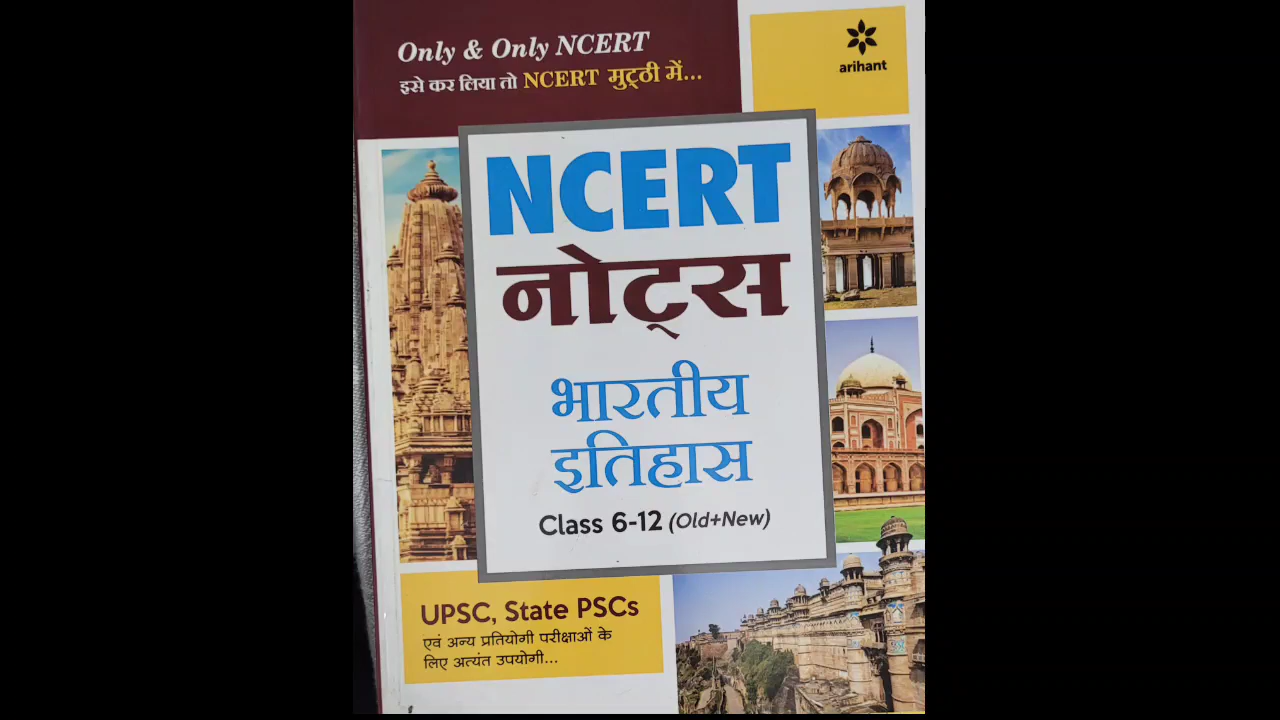 Only & Only NCERT
इसे कर लिया तो NCERT मुट्ठी में...
arihant
NCERT
नोट्स
भारतीय
इतिहास
Class 6-12 (Old+New)
UPSC, State PSCs
एवं अन्य प्रतियोगी परीक्षाओं के
लिए अत्यंत उपयोगी...